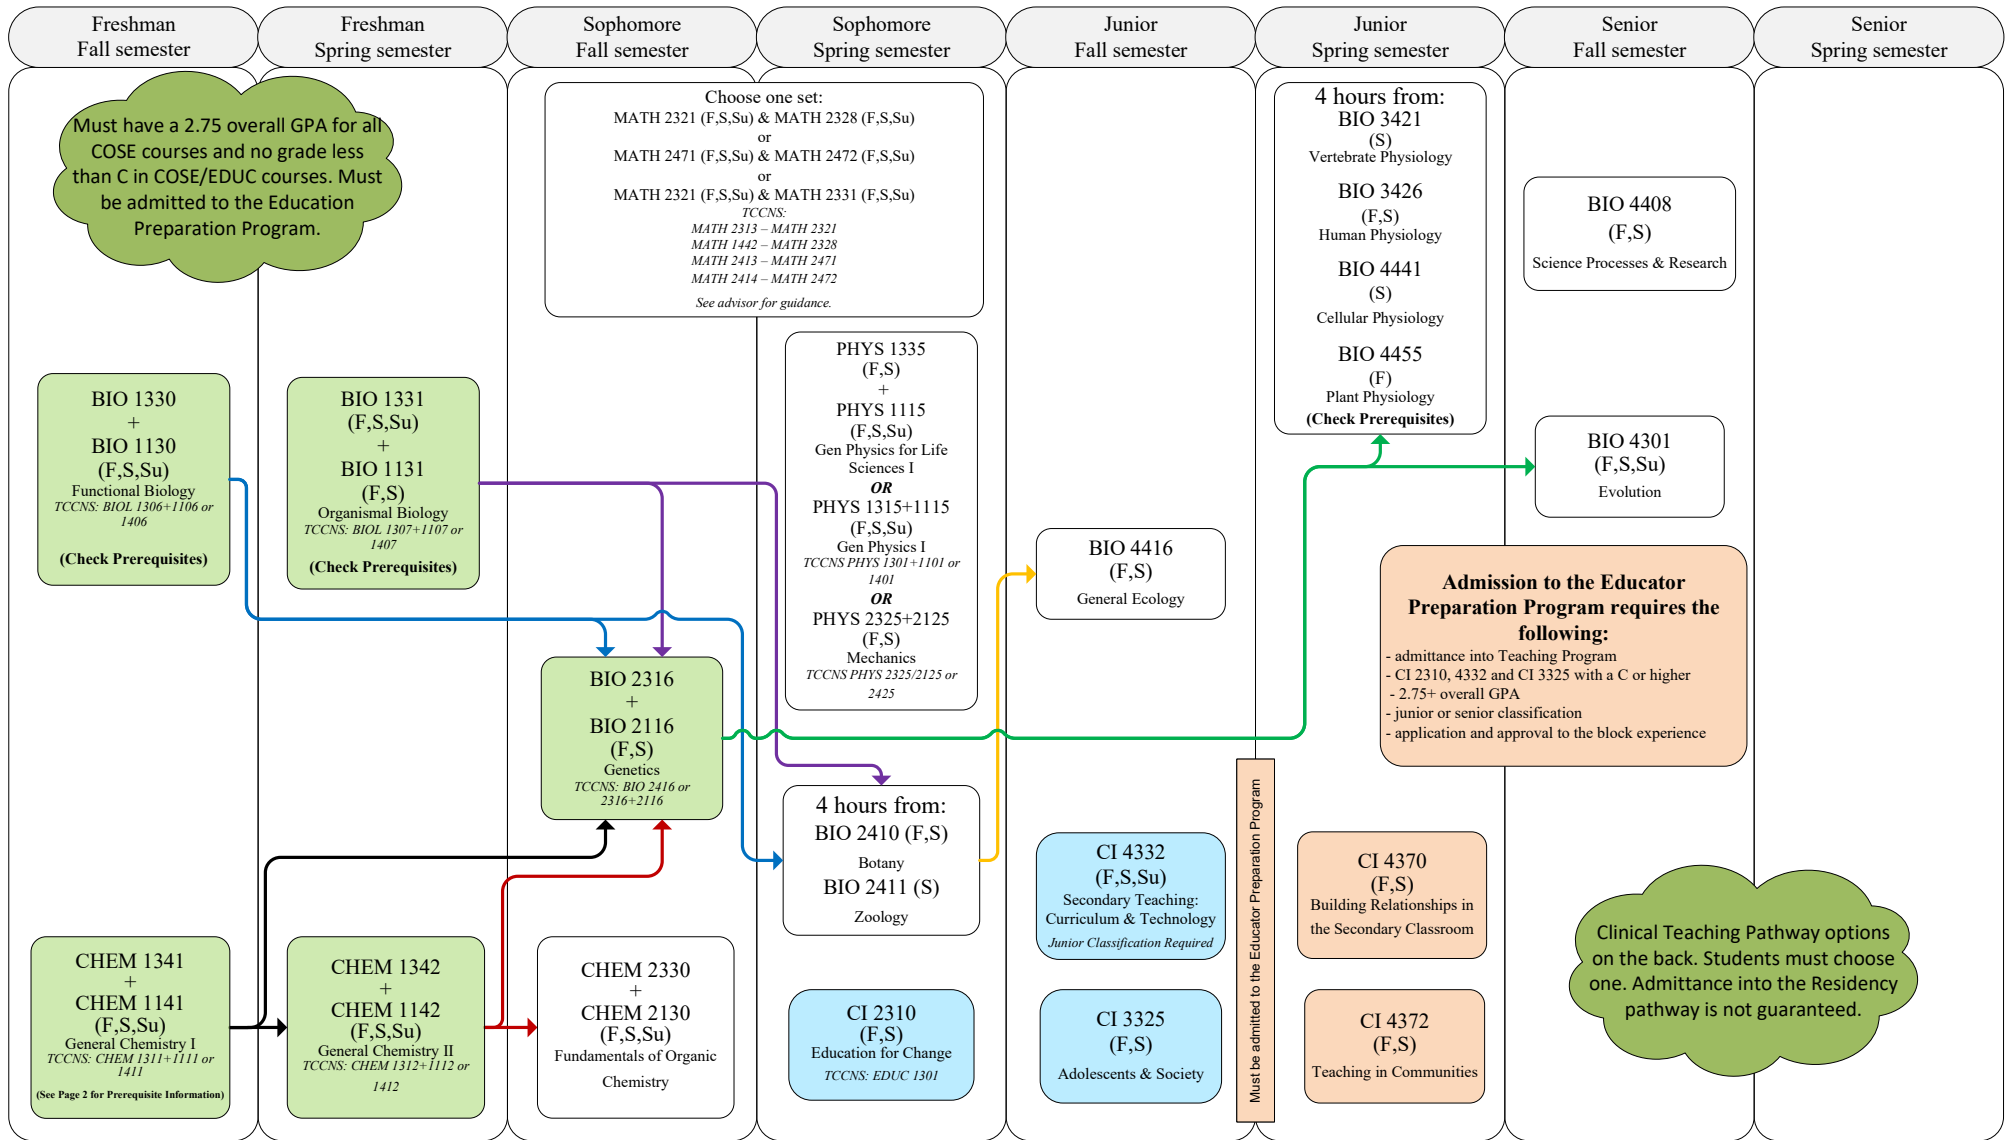 Freshman
Fall semester
Freshman
Spring semester
Sophomore
Fall semester
Sophomore
Spring semester
Junior
Fall semester
Junior
Spring semester
Senior
Fall semester
Senior
Spring semester
Must have a 2.75 overall GPA for all
COSE courses and no grade less
than C in COSE/EDUC courses. Must
be admitted to the Education
Preparation Program.
BIO 1330
+
BIO 1130
(F,S,Su)
Functional Biology
TCCNS: BIOL 1306+1106 or
1406
(Check Prerequisites)
CHEM 1341
+
CHEM 1141
(F,S,Su)
General Chemistry I
TCCNS: CHEM 1311+1111 or
1411
(See Page 2 for Prerequisite Information)
BIO 1331
(F,S,Su)
+
BIO 1131
(F,S)
Organismal Biology
TCCNS: BIOL 1307+1107 or
1407
(Check Prerequisites)
CHEM 1342
+
CHEM 1142
(F,S,Su)
General Chemistry II
TCCNS: CHEM 1312+1112 or
1412
Choose one set:
MATH 2321 (F,S,Su) & MATH 2328 (F,S,Su)
or
MATH 2471 (F,S,Su) & MATH 2472 (F,S,Su)
or
MATH 2321 (F,S,Su) & MATH 2331 (F,S,Su)
TCCNS:
MATH 2313 – MATH 2321
MATH 1442 – MATH 2328
MATH 2413 – MATH 2471
MATH 2414 – MATH 2472
See advisor for guidance.
BIO 2316
+
BIO 2116
(F,S)
Genetics
TCCNS: BIO 2416 or
2316+2116
CHEM 2330
+
CHEM 2130
(F,S,Su)
Fundamentals of Organic
Chemistry
PHYS 1335
(F,S)
+
PHYS 1115
(F,S,Su)
Gen Physics for Life
Sciences I
OR
PHYS 1315+1115
(F,S,Su)
Gen Physics I
TCCNS PHYS 1301+1101 or
1401
OR
PHYS 2325+2125
(F,S)
Mechanics
TCCNS PHYS 2325/2125 or
2425
4 hours from:
BIO 2410 (F,S)
Botany
BIO 2411 (S)
Zoology
CI 2310
(F,S)
Education for Change
TCCNS: EDUC 1301
BIO 4416
(F,S)
General Ecology
CI 4332
(F,S,Su)
Secondary Teaching:
Curriculum & Technology
Junior Classification Required
CI 3325
(F,S)
Adolescents & Society
Must be admitted to the Educator Preparation Program
4 hours from:
BIO 3421
(S)
Vertebrate Physiology
BIO 3426
(F,S)
Human Physiology
BIO 4441
(S)
Cellular Physiology
BIO 4455
(F)
Plant Physiology
(Check Prerequisites)
CI 4370
(F,S)
Building Relationships in
the Secondary Classroom
CI 4372
(F,S)
Teaching in Communities
BIO 4408
(F,S)
Science Processes & Research
BIO 4301
(F,S,Su)
Evolution
Admission to the Educator
Preparation Program requires the
following:
- admittance into Teaching Program
- CI 2310, 4332 and CI 3325 with a C or higher
- 2.75+ overall GPA
- junior or senior classification
- application and approval to the block experience
Clinical Teaching Pathway options
on the back. Students must choose
one. Admittance into the Residency
pathway is not guaranteed.